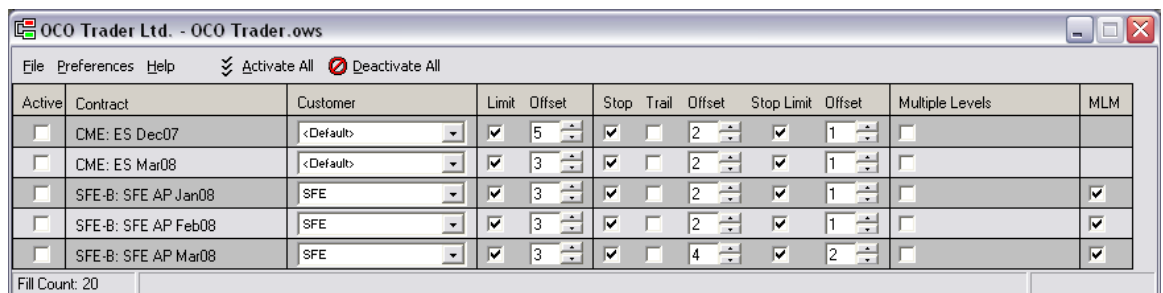 OCO Trader Ltd. - OCO Trader.ows
File Preferences Help Activate All Deactivate All
Active Contract Customer Limit Offset Stop Trail Offset Stop Limit Offset Multiple Levels MLM
CME: ES Dec07 <Default> 5 2 1
CME: ES Mar08 <Default> 3 2 1
SFE-B: SFE AP Jan08 SFE 3 2 1
SFE-B: SFE AP Feb08 SFE 3 2 1
SFE-B: SFE AP Mar08 SFE 3 4 2
Fill Count: 20